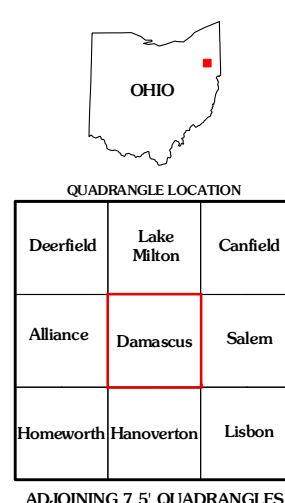 OHIO
QUADRANGLE LOCATION
Deerfield Lake Milton Canfield
Alliance Damascus Salem
Homeworth Hanoverton Lisbon
ADJOINING 7.5' QUADRANGLES